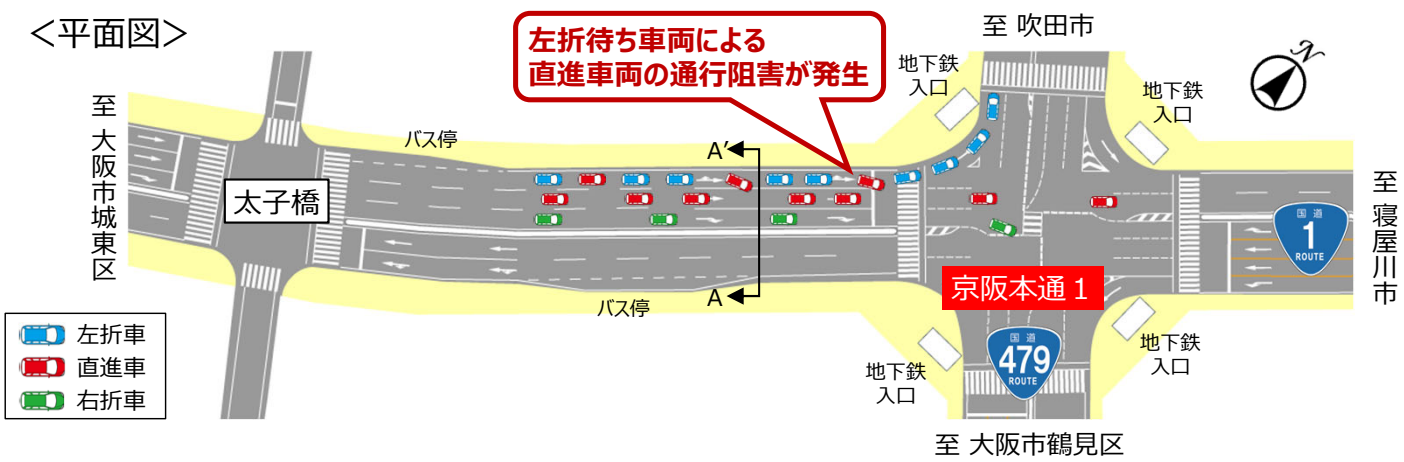 <平面図>
左折待ち車両による
直進車両の通行阻害が発生
至 吹田市
N
地下鉄
入口
地下鉄
入口
至 大阪市城東区
バス停
A'
太子橋
至 寝屋川市
国道
1
ROUTE
京阪本通1
A
バス停
左折車
直進車
右折車
国道
479
ROUTE
地下鉄
入口
地下鉄
入口
至 大阪市鶴見区